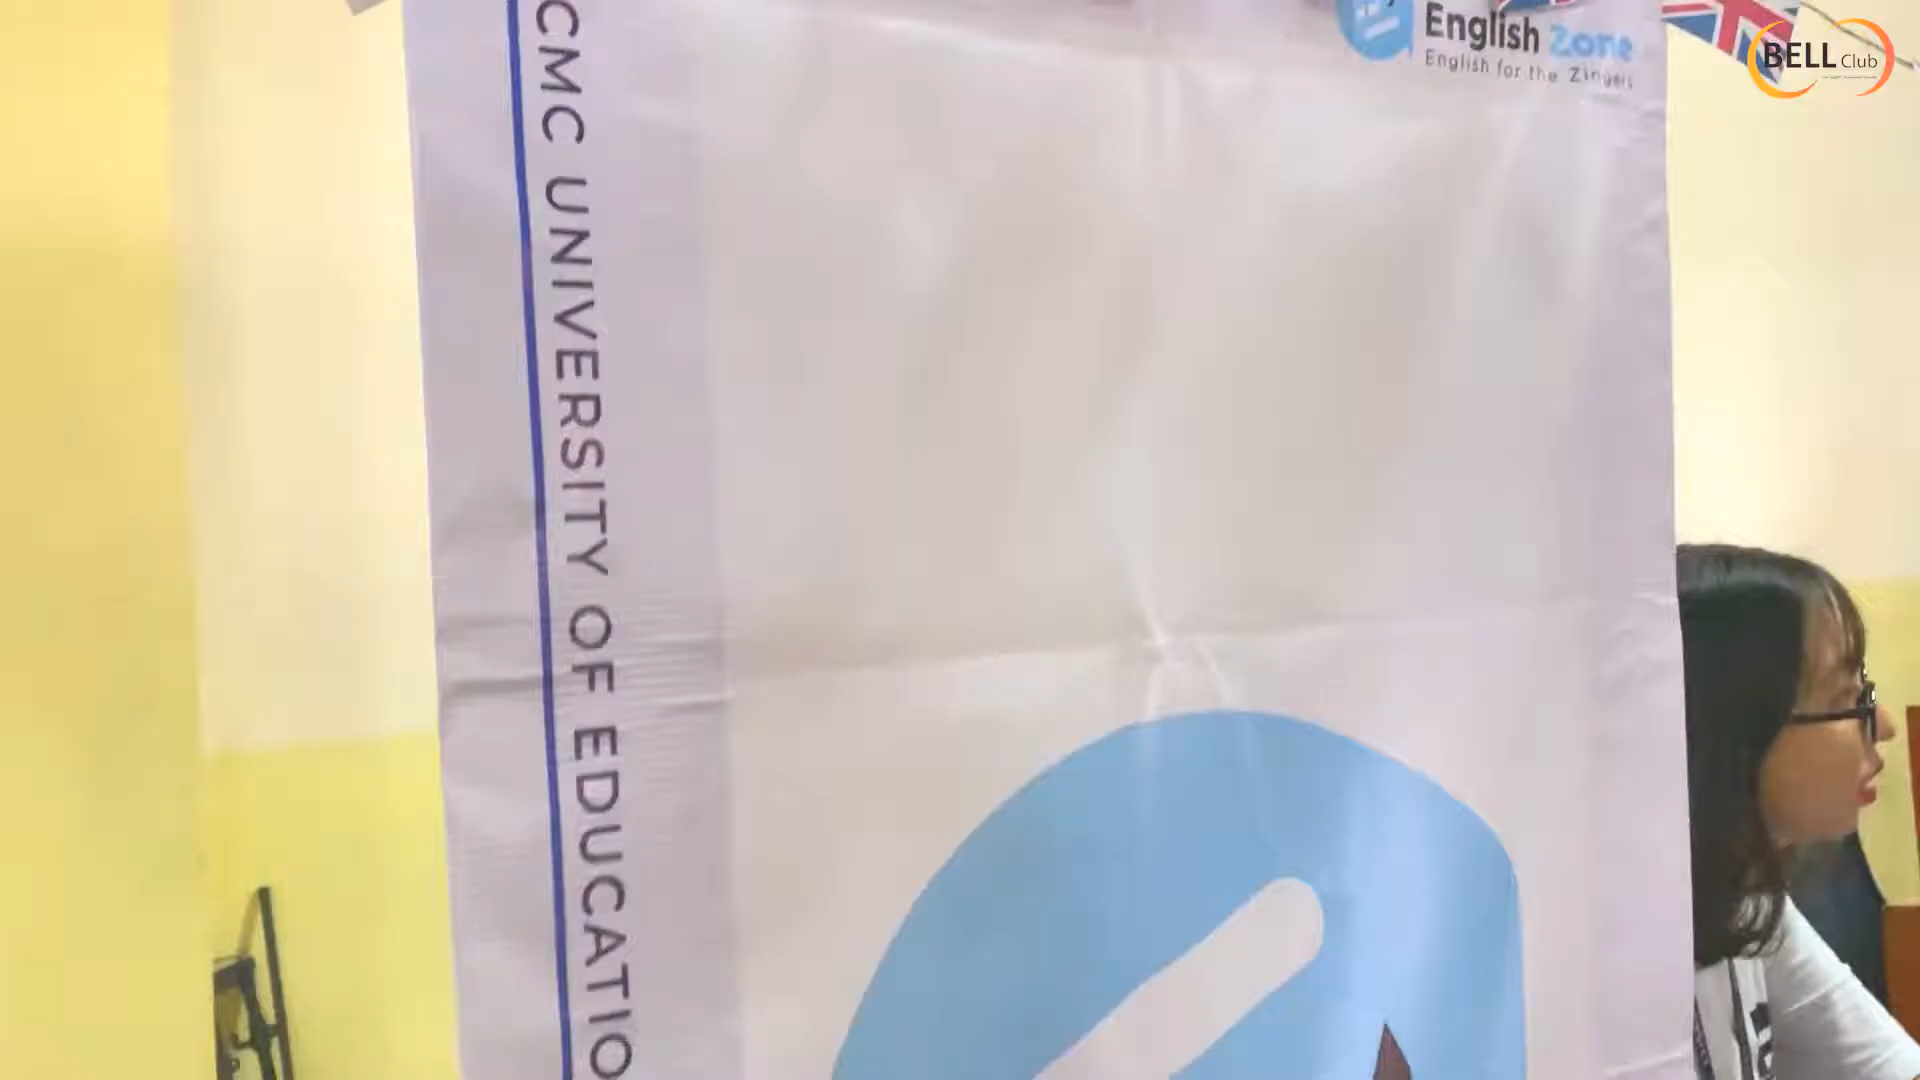 CMC UNIVERSITY OF EDUCATIO
English Zone
English for the Zingers
BELL Club